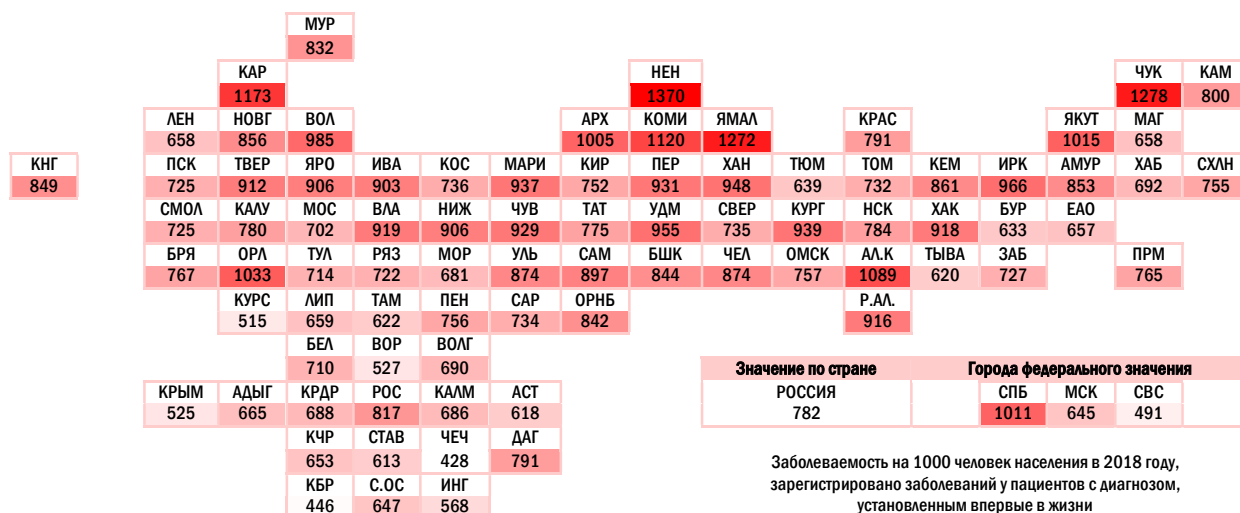 МУР
832
КАР НЕН ЧУК КАМ
1173 1370 1278 800
ЛЕН НОВГ ВОЛ АРХ КОМИ ЯМАЛ КРАС ЯКУТ МАГ
658 856 985 1005 1120 1272 791 1015 658
КНГ ПСК ТВЕР ЯРО ИВА КОС МАРИ КИР ПЕР ХАН ТЮМ ТОМ КЕМ ИРК АМУР ХАБ СХЛН
849 725 912 906 903 736 937 752 931 948 639 732 861 966 853 692 755
СМОЛ КАЛУ МОС ВЛА НИЖ ЧУВ ТАТ УДМ СВЕР КУРГ НСК ХАК БУР ЕАО
725 780 702 919 906 929 775 955 735 939 784 918 633 657
БРЯ ОРЛ ТУЛ РЯЗ МОР УЛЬ САМ БШК ЧЕЛ ОМСК АЛ.К ТЫВА ЗАБ ПРМ
767 1033 714 722 681 874 897 844 874 757 1089 620 727 765
КУРС ЛИП ТАМ ПЕН САР ОРНБ Р.АЛ.
515 659 622 756 734 842 916
БЕЛ ВОР ВОЛГ
710 527 690
Значение по стране Города федерального значения
КРЫМ АДЫГ КРДР РОС КАЛМ АСТ РОССИЯ СПБ МСК СВС
525 665 688 817 686 618 782 1011 645 491
КЧР СТАВ ЧЕЧ ДАГ
653 613 428 791
КБР С.ОС ИНГ
446 647 568
Заболеваемость на 1000 человек населения в 2018 году,
зарегистрировано заболеваний у пациентов с диагнозом,
установленным впервые в жизни